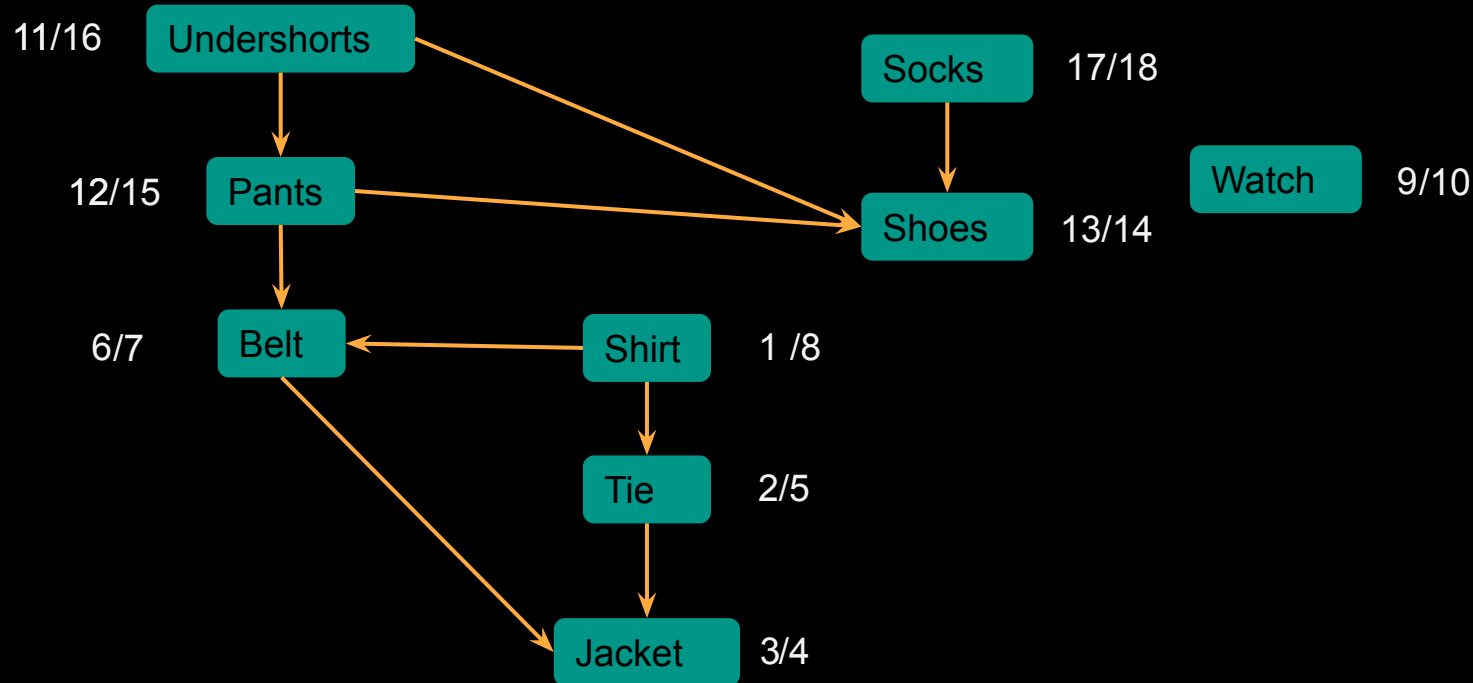 11/16
Undershorts
Socks
17/18
12/15
Pants
Watch
9/10
Shoes
13/14
6/7
Belt
Shirt
1 /8
Tie
2/5
Jacket
3/4